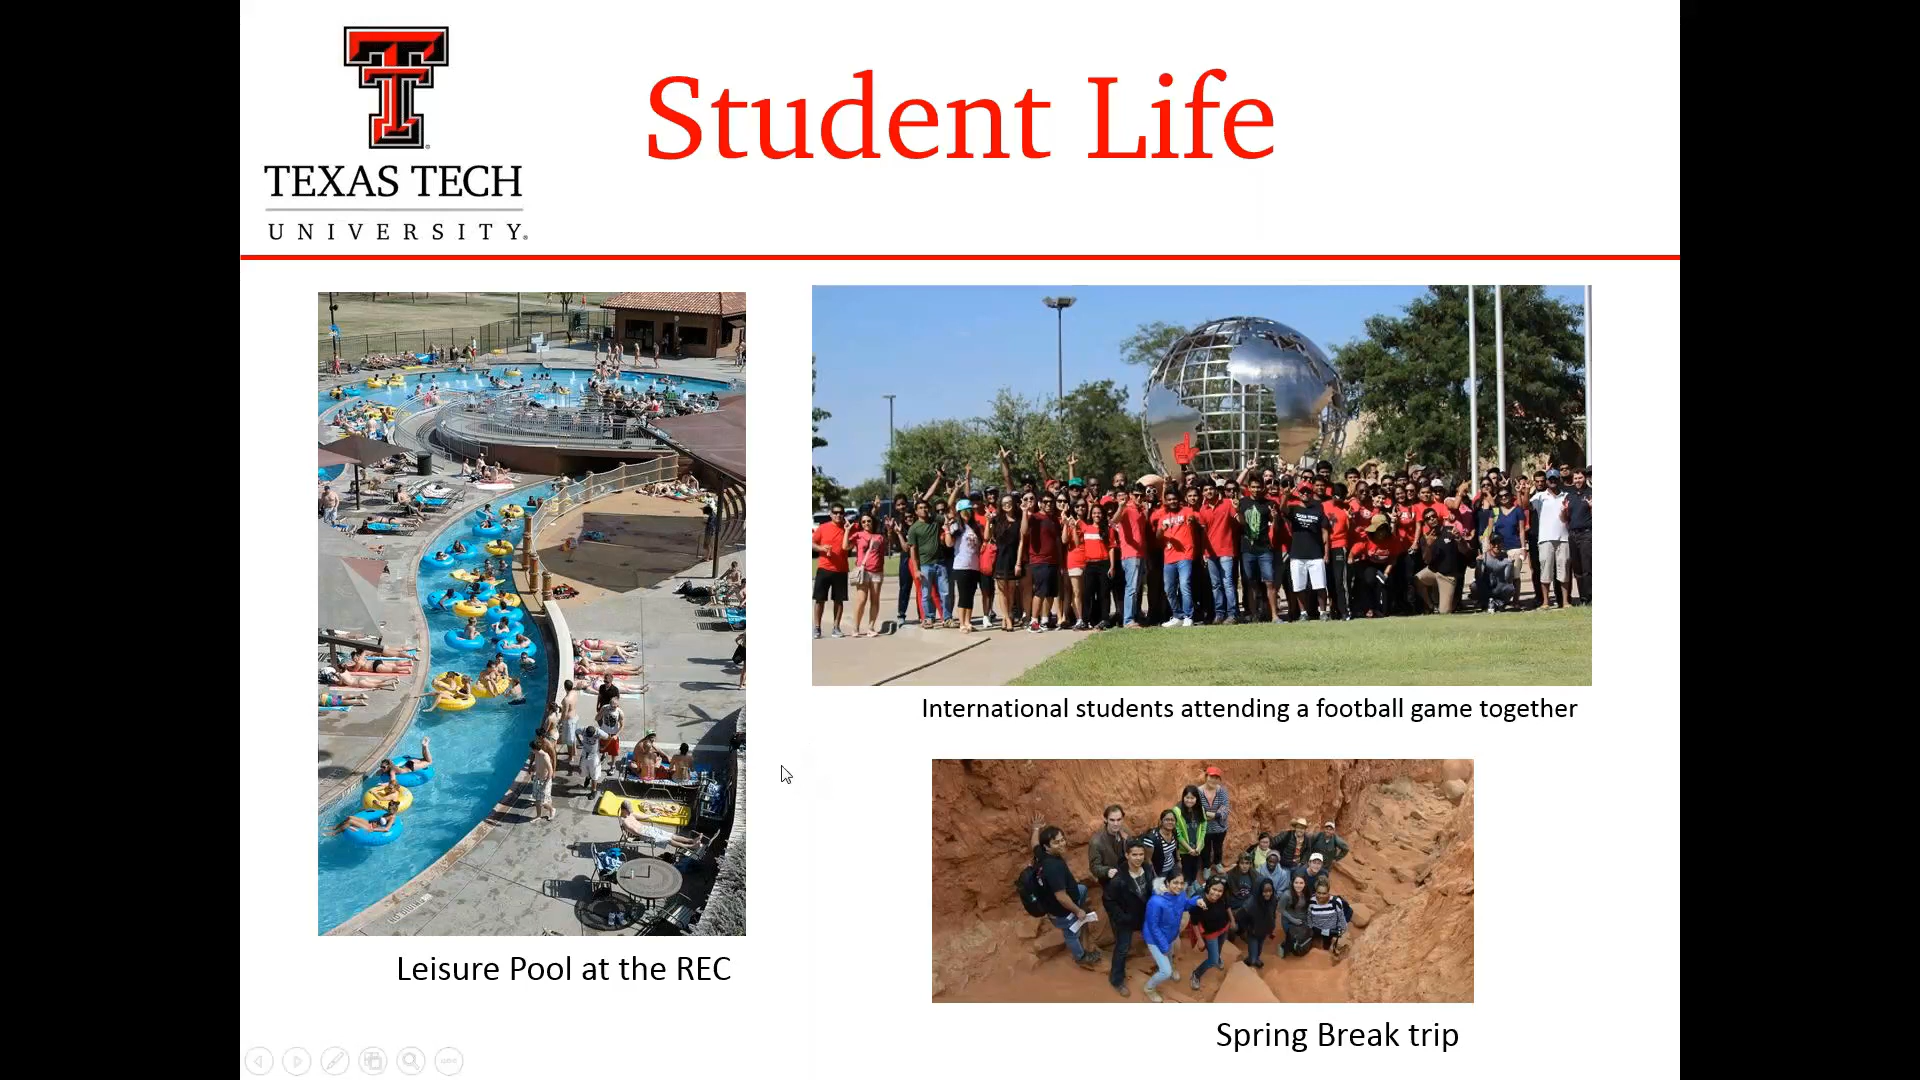 TEXAS TECH
UNIVERSITY.
Student Life
International students attending a football game together
Leisure Pool at the REC
Spring Break trip